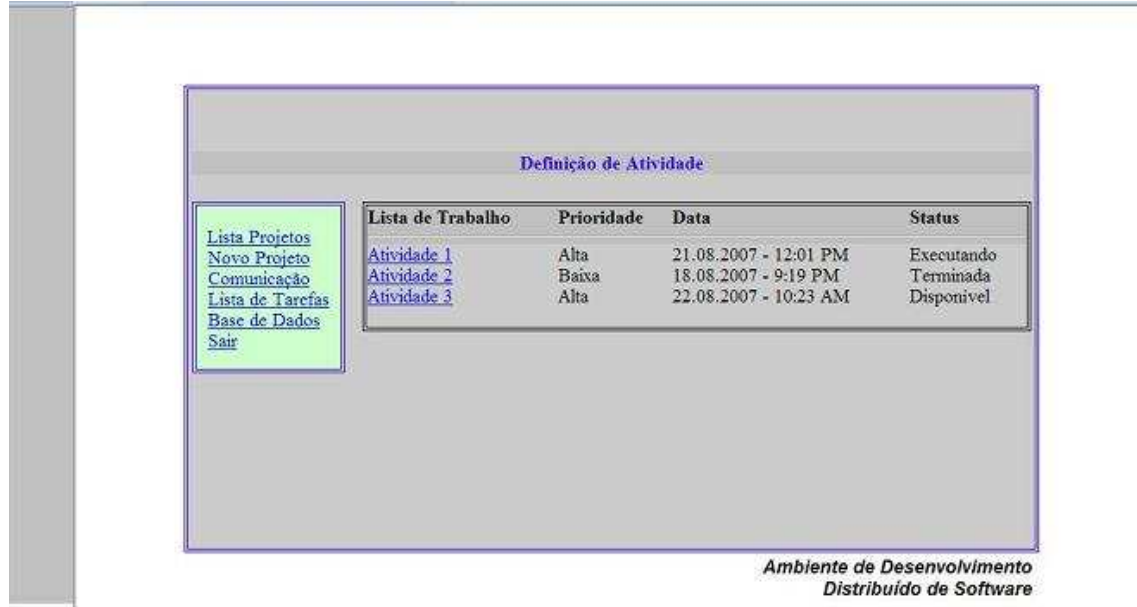 Definição de Atividade
Lista Projetos
Novo Projeto
Comunicação
Lista de Tarefas
Base de Dados
Sair
Lista de Trabalho Prioridade Data Status
Atividade 1 Alta 21.08.2007 - 12:01 PM Executando
Atividade 2 Baixa 18.08.2007 - 9:19 PM Terminada
Atividade 3 Alta 22.08.2007 - 10:23 AM Disponivel
Ambiente de Desenvolvimento
Distribuído de Software